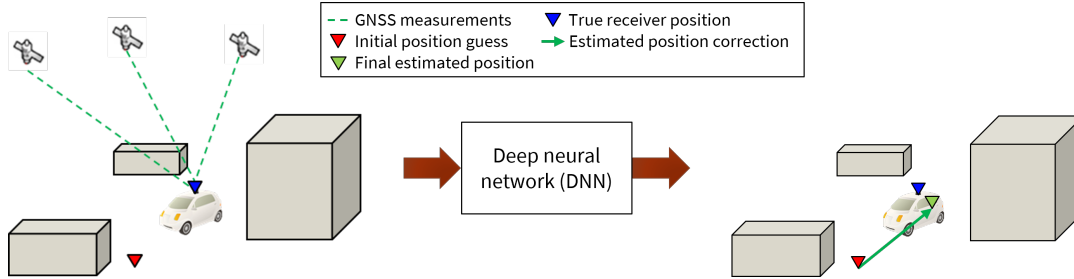 GNSS measurements
True receiver position
Initial position guess
Estimated position correction
Final estimated position
Deep neural
network (DNN)